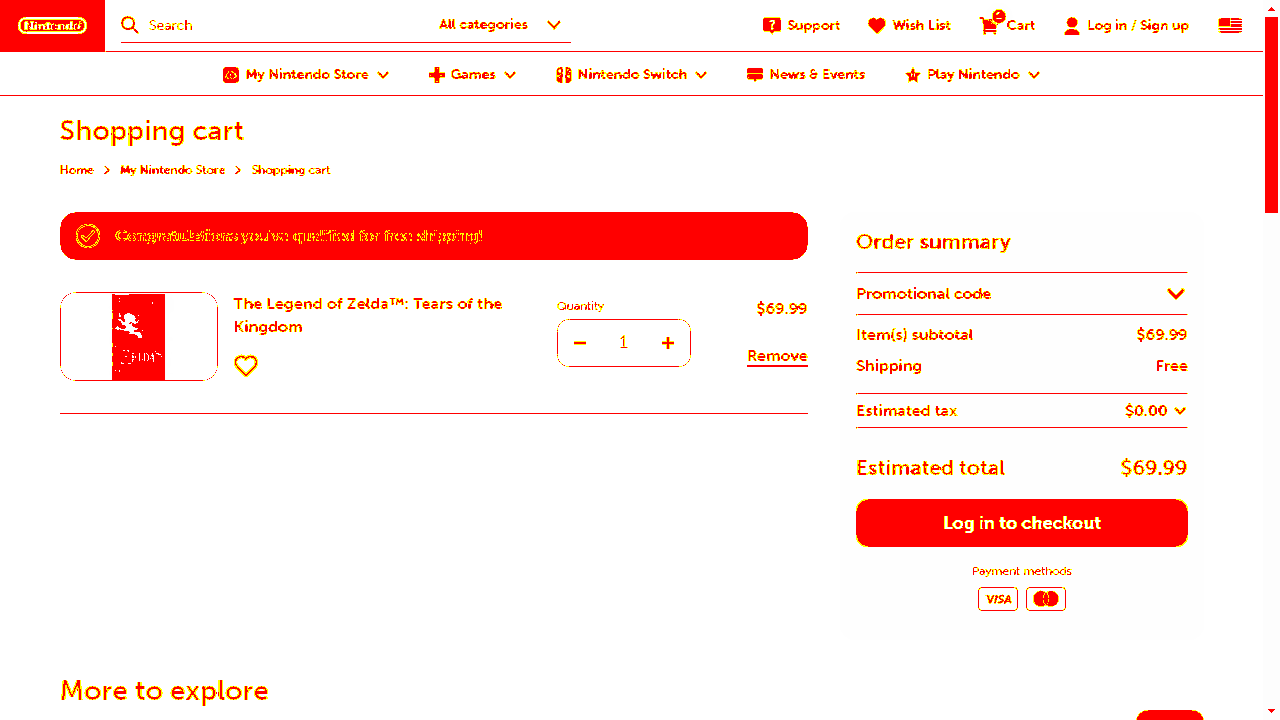 Nintendo
Search
All categories
Support
Wish List
Cart
Log in / Sign up
My Nintendo Store
Games
Nintendo Switch
News & Events
Play Nintendo
Shopping cart
Home > My Nintendo Store > Shopping cart
Congratulations you've qualified for free shipping!
The Legend of Zelda™: Tears of the
Kingdom
Quantity
1
$69.99
Remove
Order summary
Promotional code
Item(s) subtotal $69.99
Shipping Free
Estimated tax $0.00
Estimated total $69.99
Log in to checkout
Payment methods
VISA
More to explore